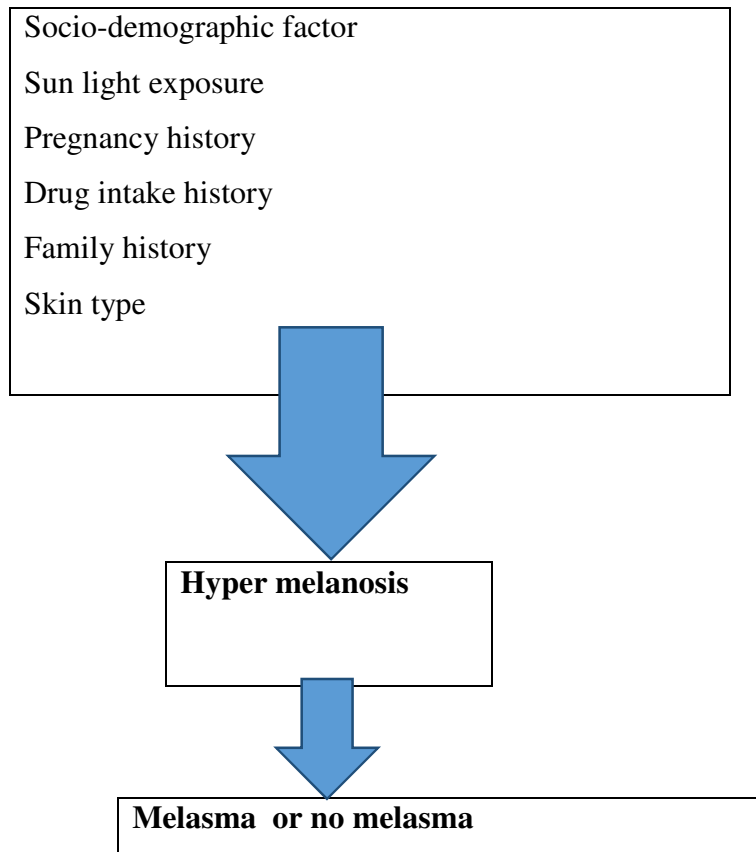 Socio-demographic factor
Sun light exposure
Pregnancy history
Drug intake history
Family history
Skin type
Hyper melanosis
Melasma or no melasma